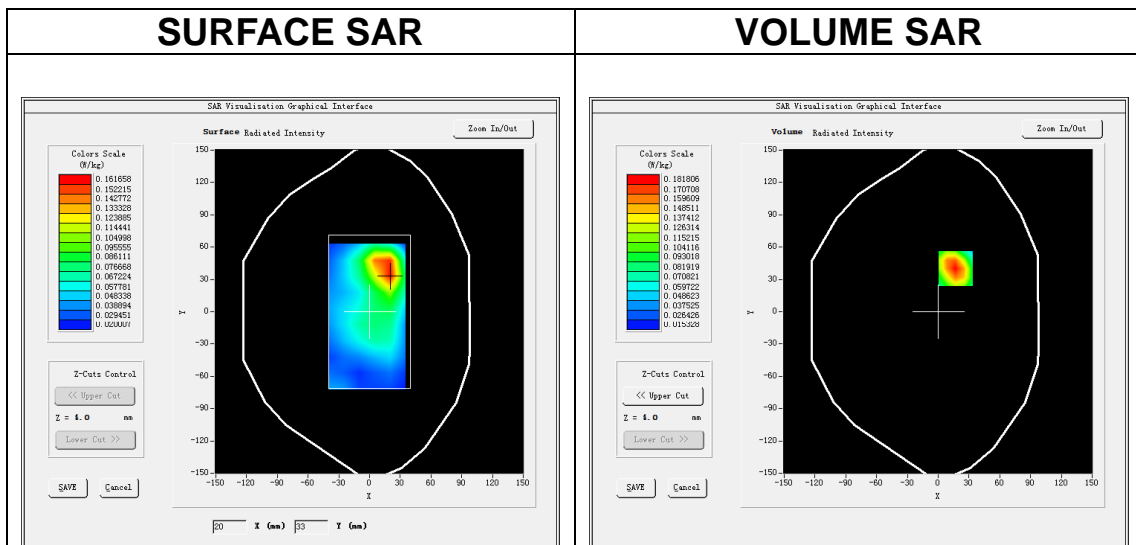 SURFACE SAR
VOLUME SAR
SAR Visualisation Graphical Interface
Surface Radiated Intensity
Zoom In/Out
Colors Scale
(W/kg)
0.161658
0.152215
0.142772
0.133328
0.123885
0.114441
0.104998
0.095555
0.086111
0.076668
0.067224
0.057781
0.048338
0.038894
0.029451
0.020007
Z-Cuts Control
<< Upper Cut
Z = 4.0 mm
Lower Cut >>
SAVE
Cancel
150
120
90
60
30
0
-30
-60
-90
-120
-150
Y
-150 -120 -90 -60 -30 0 30 60 90 120 150
X
20 X (mm) 33 Y (mm)
SAR Visualisation Graphical Interface
Volume Radiated Intensity
Zoom In/Out
Colors Scale
(W/kg)
0.181806
0.170708
0.159609
0.148511
0.137412
0.126314
0.115215
0.104116
0.093018
0.081919
0.070821
0.059722
0.048623
0.037525
0.026426
0.015328
Z-Cuts Control
<< Upper Cut
Z = 4.0 mm
Lower Cut >>
SAVE
Cancel
150
120
90
60
30
0
-30
-60
-90
-120
-150
Y
-150 -120 -90 -60 -30 0 30 60 90 120 150
X